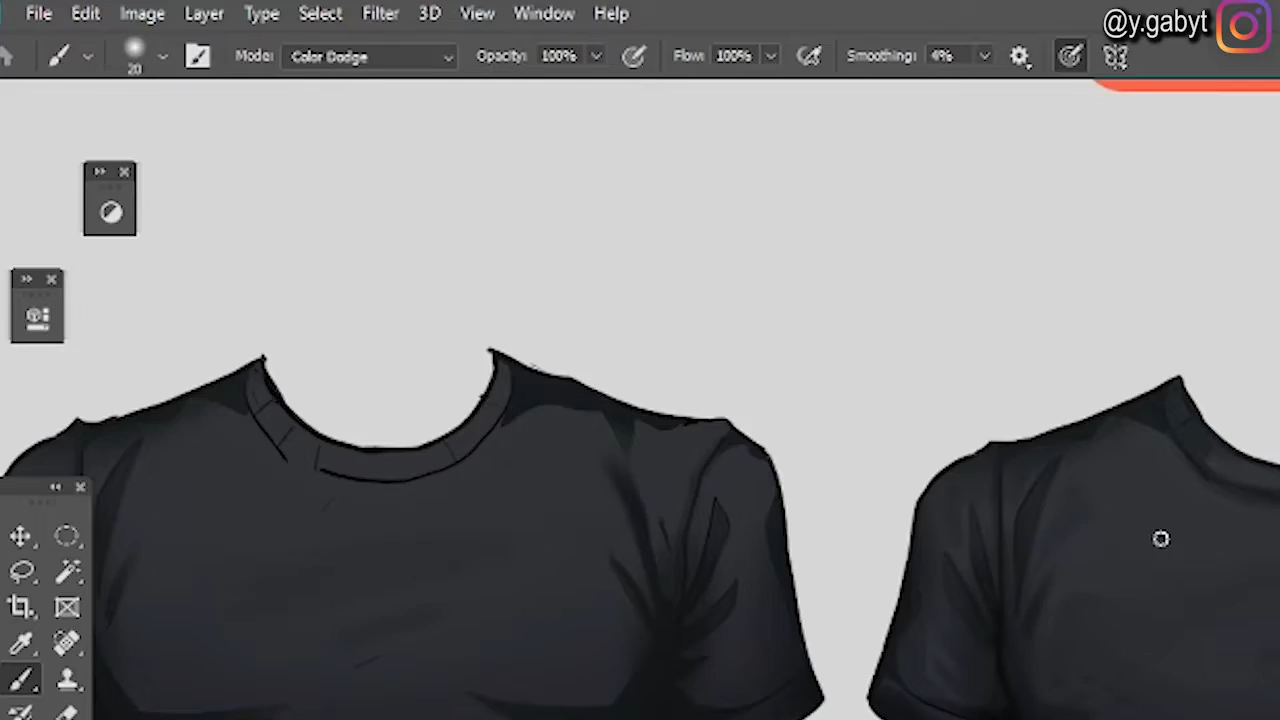 File Edit Image Layer Type Select Filter 3D View Window Help
@y.gabyt
20 Mode: Color Dodge Opacity: 100% Flow: 100% Smoothing: 4%